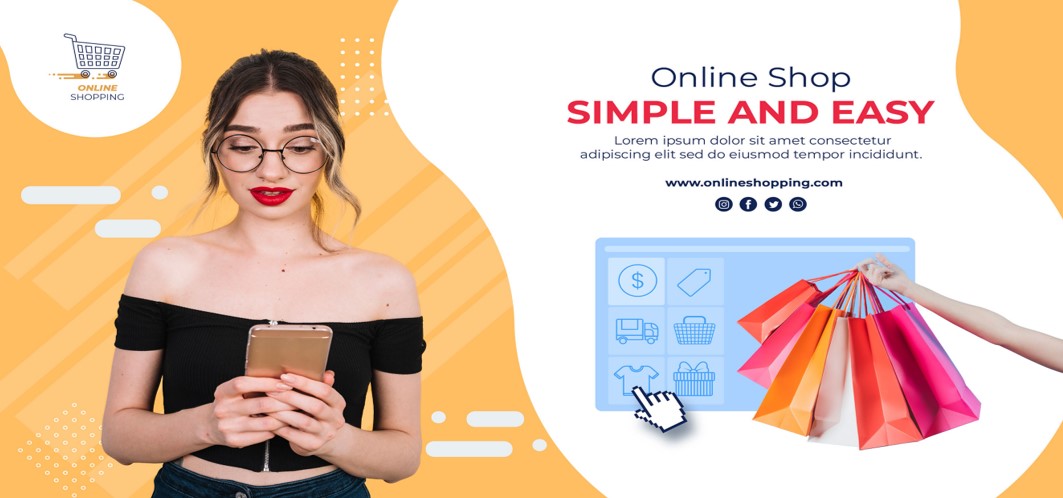 ONLINE
SHOPPING
Online Shop
SIMPLE AND EASY
Lorem ipsum dolor sit amet consectetur
adipiscing elit sed do eiusmod tempor incididunt.
www.onlineshopping.com
$